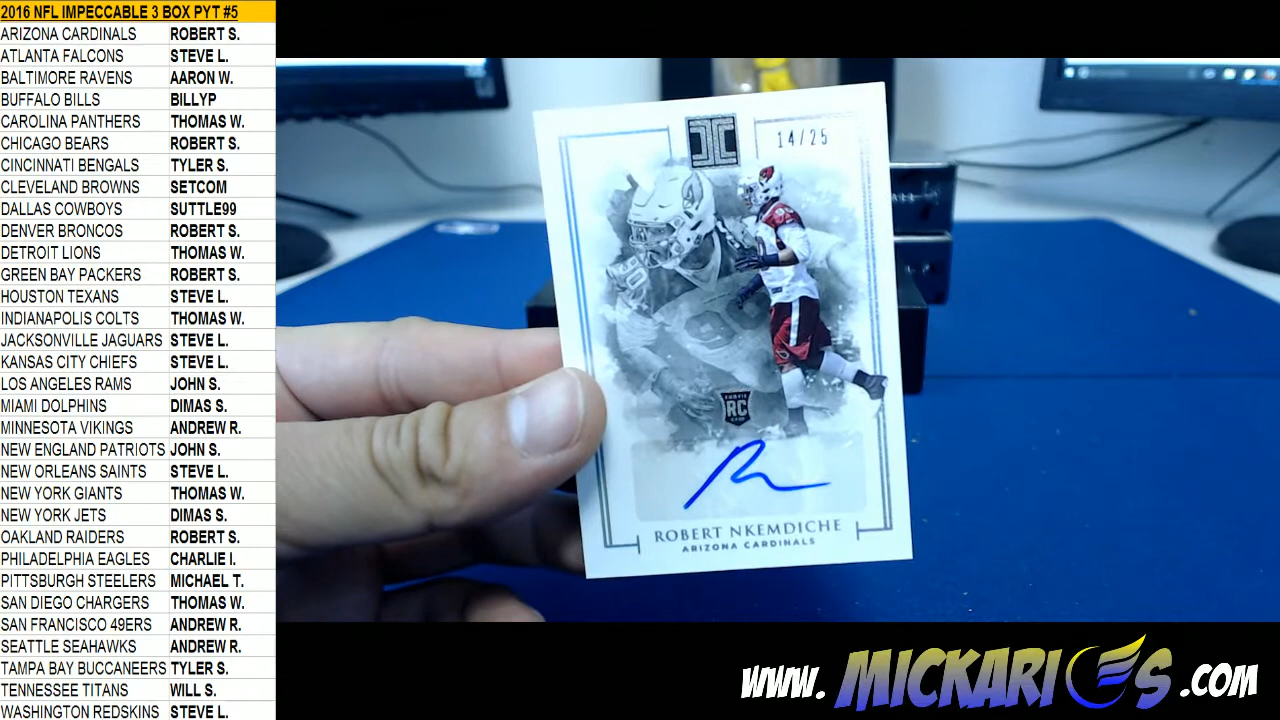 2016 NFL IMPECCABLE 3 BOX PYT #5
ARIZONA CARDINALS ROBERT S.
ATLANTA FALCONS STEVE L.
BALTIMORE RAVENS AARON W.
BUFFALO BILLS BILLYP
CAROLINA PANTHERS THOMAS W.
CHICAGO BEARS ROBERT S.
CINCINNATI BENGALS TYLER S.
CLEVELAND BROWNS SETCOM
DALLAS COWBOYS SUTTLE99
DENVER BRONCOS ROBERT S.
DETROIT LIONS THOMAS W.
GREEN BAY PACKERS ROBERT S.
HOUSTON TEXANS STEVE L.
INDIANAPOLIS COLTS THOMAS W.
JACKSONVILLE JAGUARS STEVE L.
KANSAS CITY CHIEFS STEVE L.
LOS ANGELES RAMS JOHN S.
MIAMI DOLPHINS DIMAS S.
MINNESOTA VIKINGS ANDREW R.
NEW ENGLAND PATRIOTS JOHN S.
NEW ORLEANS SAINTS STEVE L.
NEW YORK GIANTS THOMAS W.
NEW YORK JETS DIMAS S.
OAKLAND RAIDERS ROBERT S.
PHILADELPHIA EAGLES CHARLIE I.
PITTSBURGH STEELERS MICHAEL T.
SAN DIEGO CHARGERS THOMAS W.
SAN FRANCISCO 49ERS ANDREW R.
SEATTLE SEAHAWKS ANDREW R.
TAMPA BAY BUCCANEERS TYLER S.
TENNESSEE TITANS WILL S.
WASHINGTON REDSKINS STEVE L.
14/25
RC
ROBERT NKEMDICHE
ARIZONA CARDINALS
www.MICKARIES.com